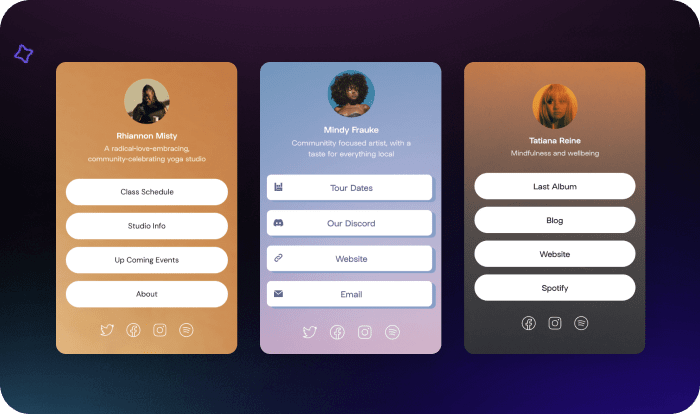 Rhiannon Misty
A radical-love-embracing,
community-celebrating yoga studio
Class Schedule
Studio Info
Up Coming Events
About
Mindy Frauke
Community focused artist, with a
taste for everything local
Tour Dates
Our Discord
Website
Email
Tatiana Reine
Mindfulness and wellbeing
Last Album
Blog
Website
Spotify